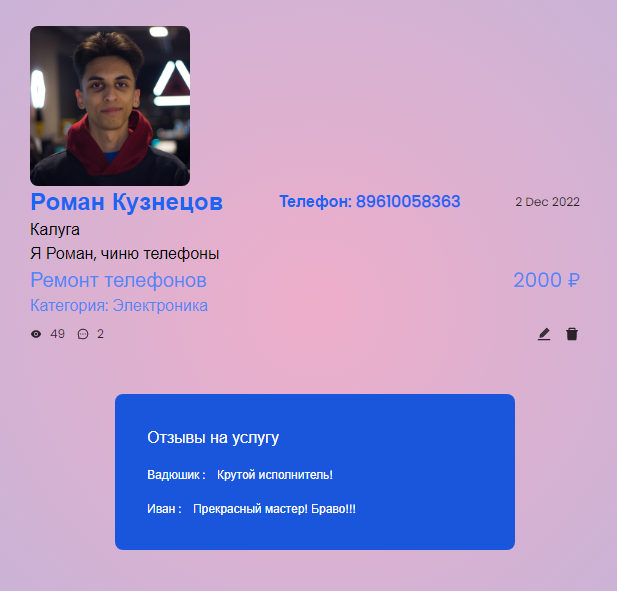 Роман Кузнецов Телефон: 89610058363 2 Dec 2022
Калуга
Я Роман, чиню телефоны
Ремонт телефонов 2000 ₽
Категория: Электроника
49 2
Отзывы на услугу
Вадюшик : Крутой исполнитель!
Иван : Прекрасный мастер! Браво!!!